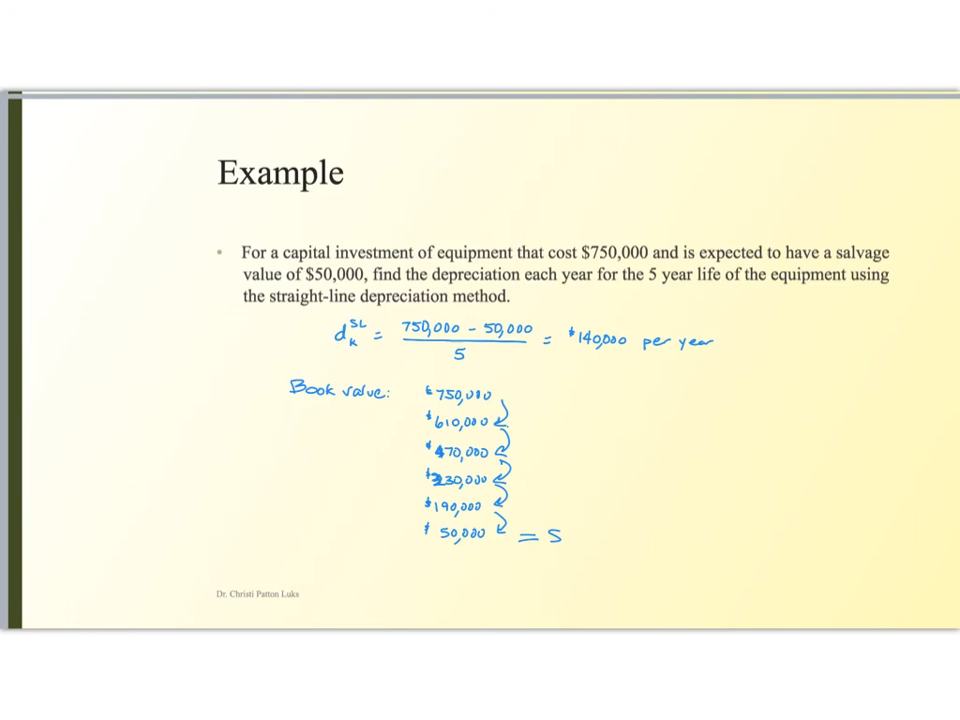 Example
• For a capital investment of equipment that cost $750,000 and is expected to have a salvage
value of $50,000, find the depreciation each year for the 5 year life of the equipment using
the straight-line depreciation method.
d_k^SL = (750,000 - 50,000) / 5 = $140,000 per year
Book value: $750,000
$610,000
$470,000
$330,000
$190,000
$50,000 = S
Dr. Christi Patton Luks